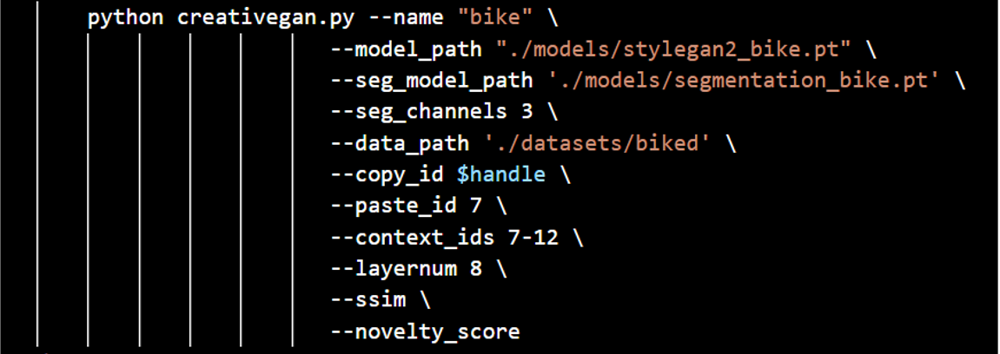 python creativegan.py --name "bike" \
--model_path "./models/stylegan2_bike.pt" \
--seg_model_path './models/segmentation_bike.pt' \
--seg_channels 3 \
--data_path './datasets/biked' \
--copy_id $handle \
--paste_id 7 \
--context_ids 7-12 \
--layernum 8 \
--ssim \
--novelty_score